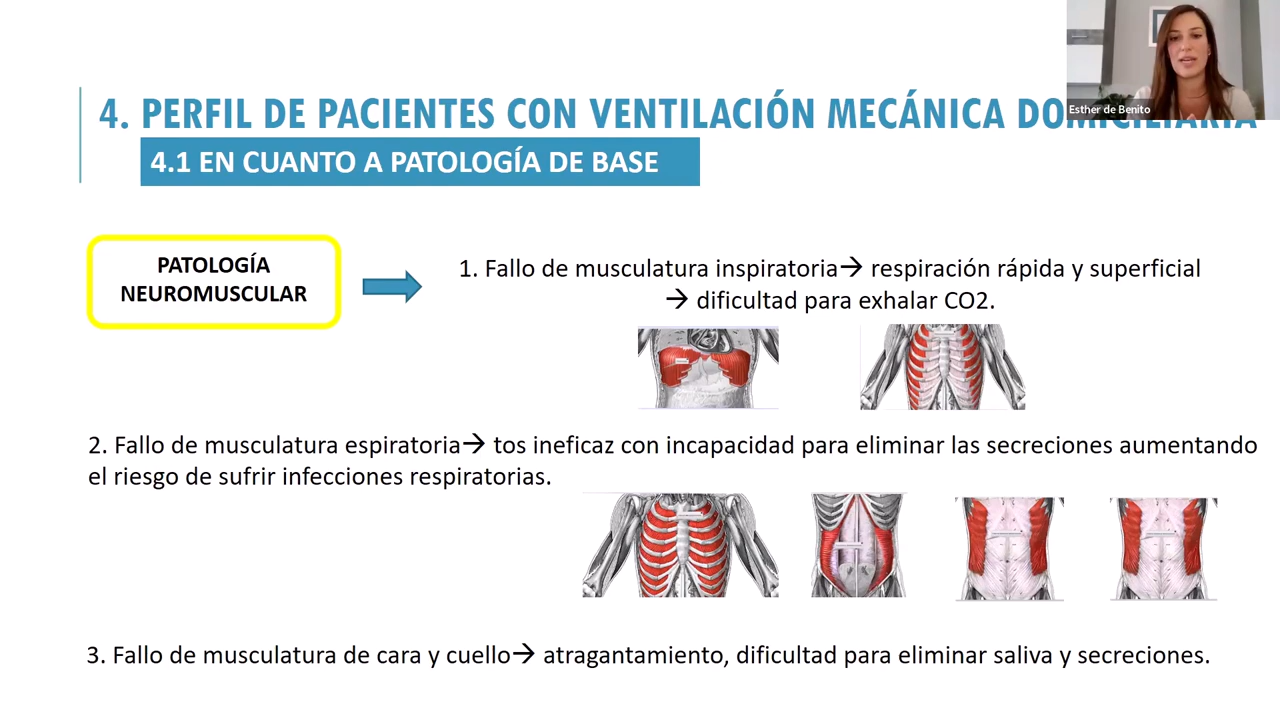 4. PERFIL DE PACIENTES CON VENTILACIÓN MECÁNICA DOMICILIARIA
Esther de Benito
4.1 EN CUANTO A PATOLOGÍA DE BASE
PATOLOGÍA
NEUROMUSCULAR
1. Fallo de musculatura inspiratoria→ respiración rápida y superficial
→ dificultad para exhalar CO2.
2. Fallo de musculatura espiratoria→ tos ineficaz con incapacidad para eliminar las secreciones aumentando
el riesgo de sufrir infecciones respiratorias.
3. Fallo de musculatura de cara y cuello→ atragantamiento, dificultad para eliminar saliva y secreciones.